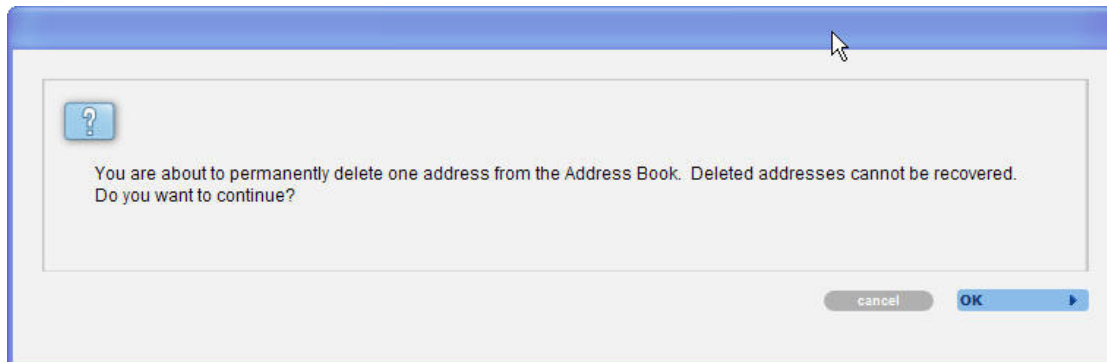 ?
You are about to permanently delete one address from the Address Book.  Deleted addresses cannot be recovered.
Do you want to continue?
cancel
OK